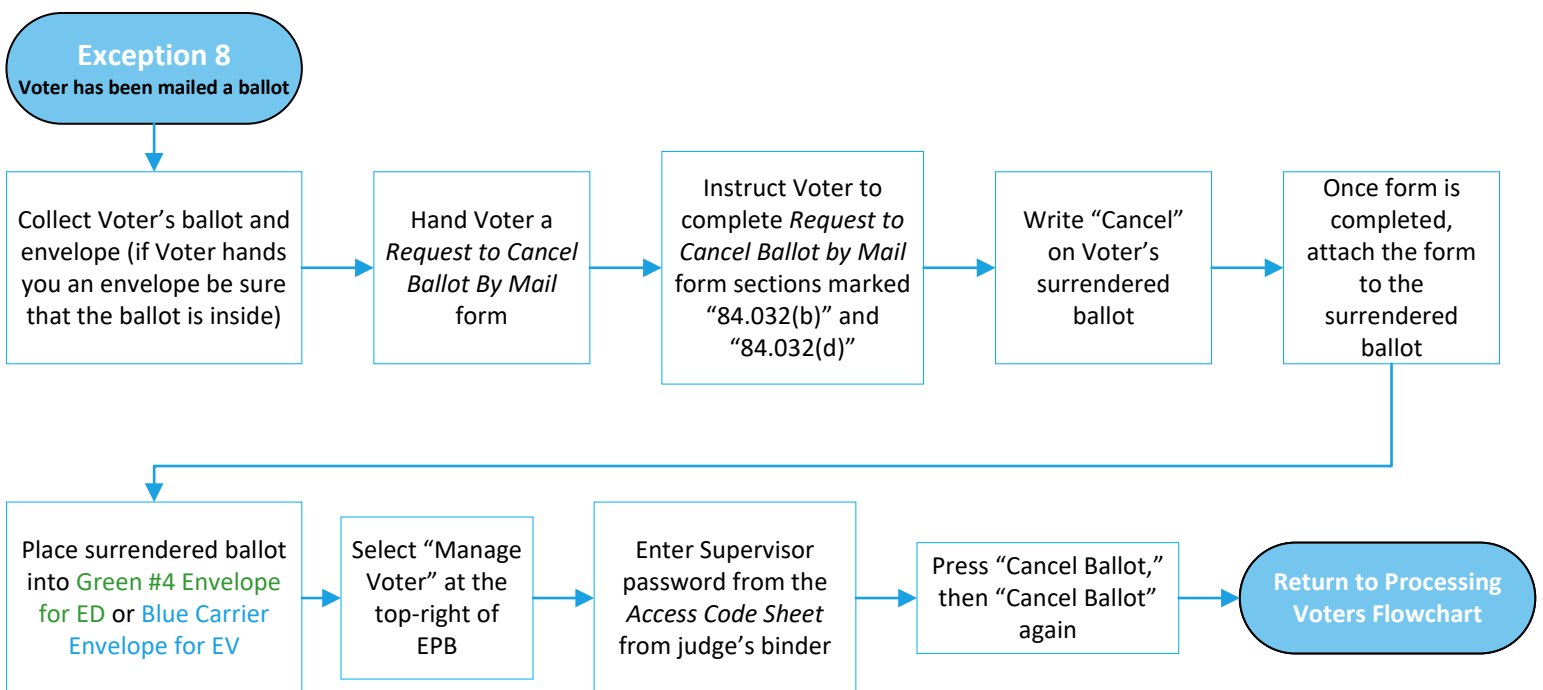 Exception 8
Voter has been mailed a ballot
Collect Voter’s ballot and
envelope (if Voter hands
you an envelope be sure
that the ballot is inside)
Hand Voter a
Request to Cancel
Ballot By Mail
form
Instruct Voter to
complete Request to
Cancel Ballot by Mail
form sections marked
“84.032(b)” and
“84.032(d)”
Write “Cancel”
on Voter’s
surrendered
ballot
Once form is
completed,
attach the form
to the
surrendered
ballot
Place surrendered ballot
into Green #4 Envelope
for ED or Blue Carrier
Envelope for EV
Select “Manage
Voter” at the
top-right of
EPB
Enter Supervisor
password from the
Access Code Sheet
from judge’s binder
Press “Cancel Ballot,”
then “Cancel Ballot”
again
Return to Processing
Voters Flowchart